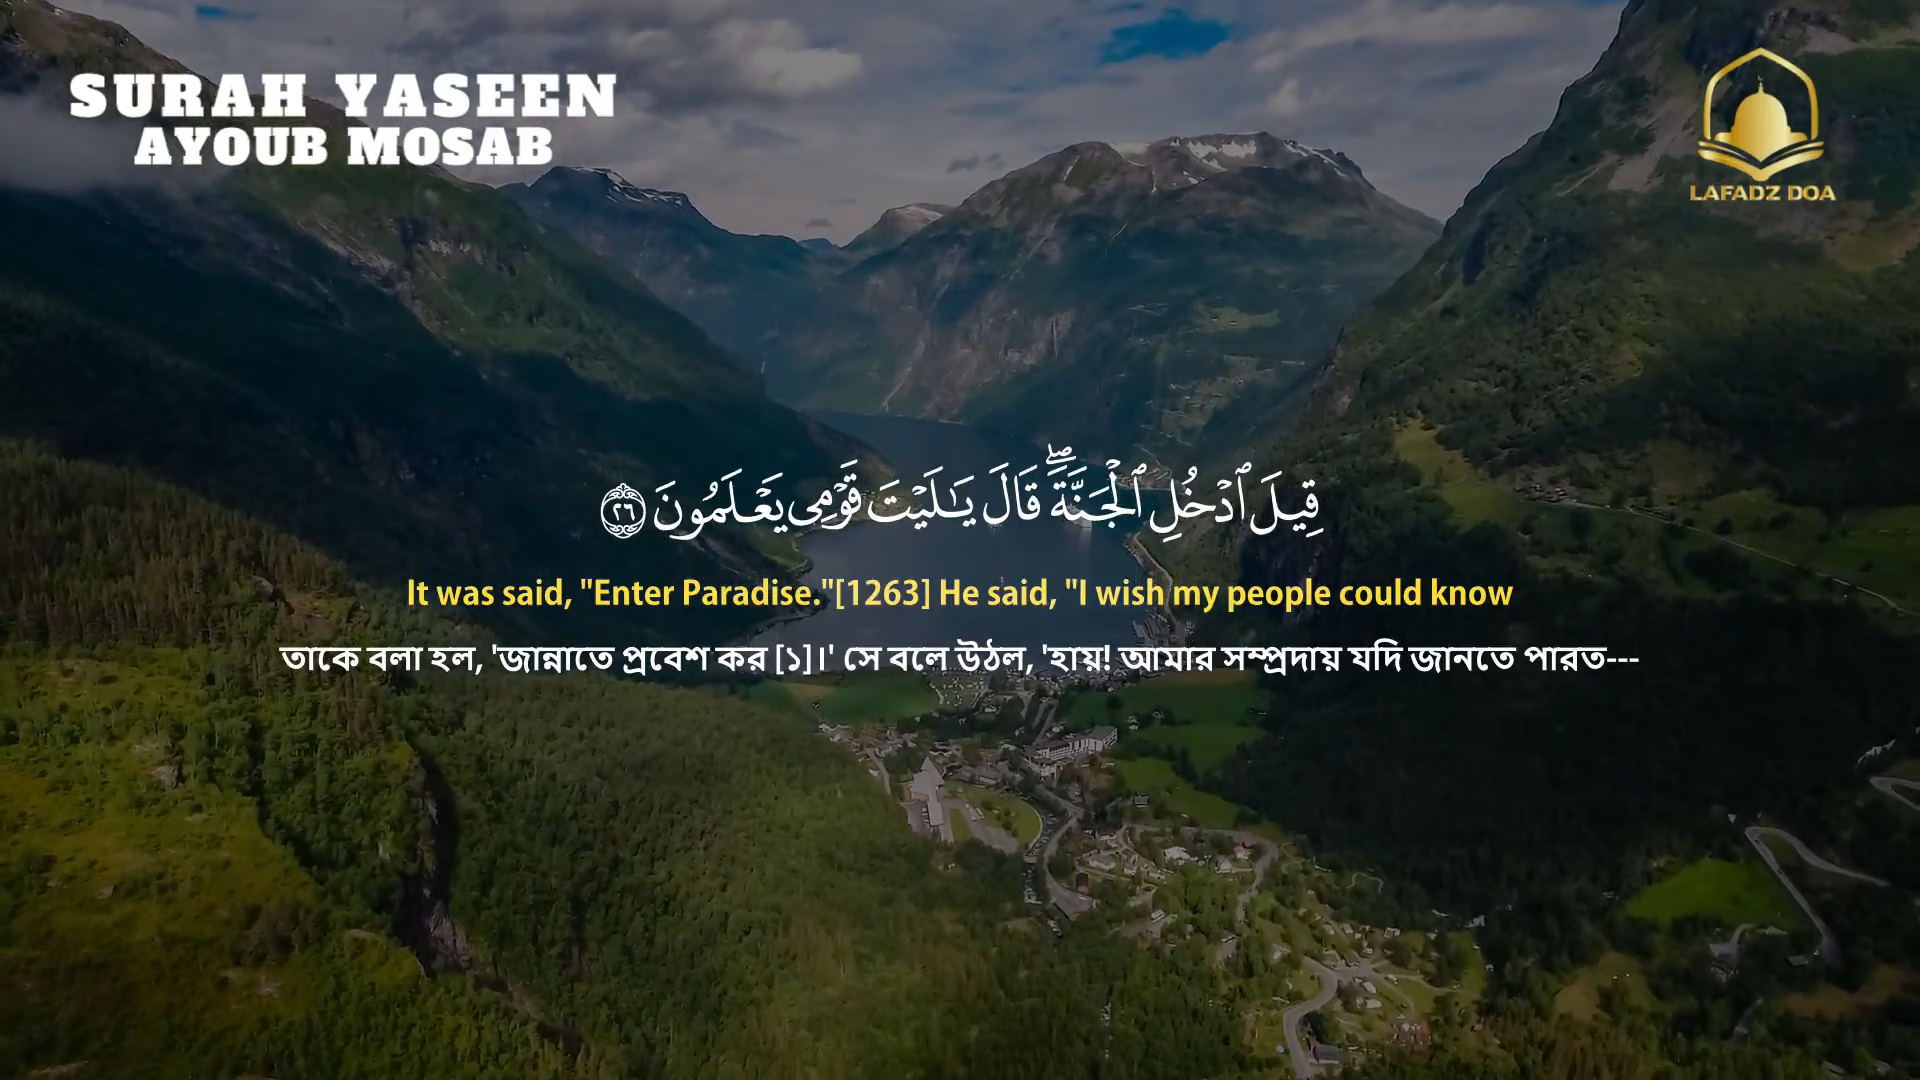 SURAH YASEEN
AYOUB MOSAB
LAFADZ DOA
قِيلَ ٱدْخُلِ ٱلْجَنَّةَ ۖ قَالَ يَـٰلَيْتَ قَوْمِى يَعْلَمُونَ ٢٦
It was said, "Enter Paradise."[1263] He said, "I wish my people could know
তাকে বলা হল, 'জান্নাতে প্রবেশ কর [১]।' সে বলে উঠল, 'হায়! আমার সম্প্রদায় যদি জানতে পারত---